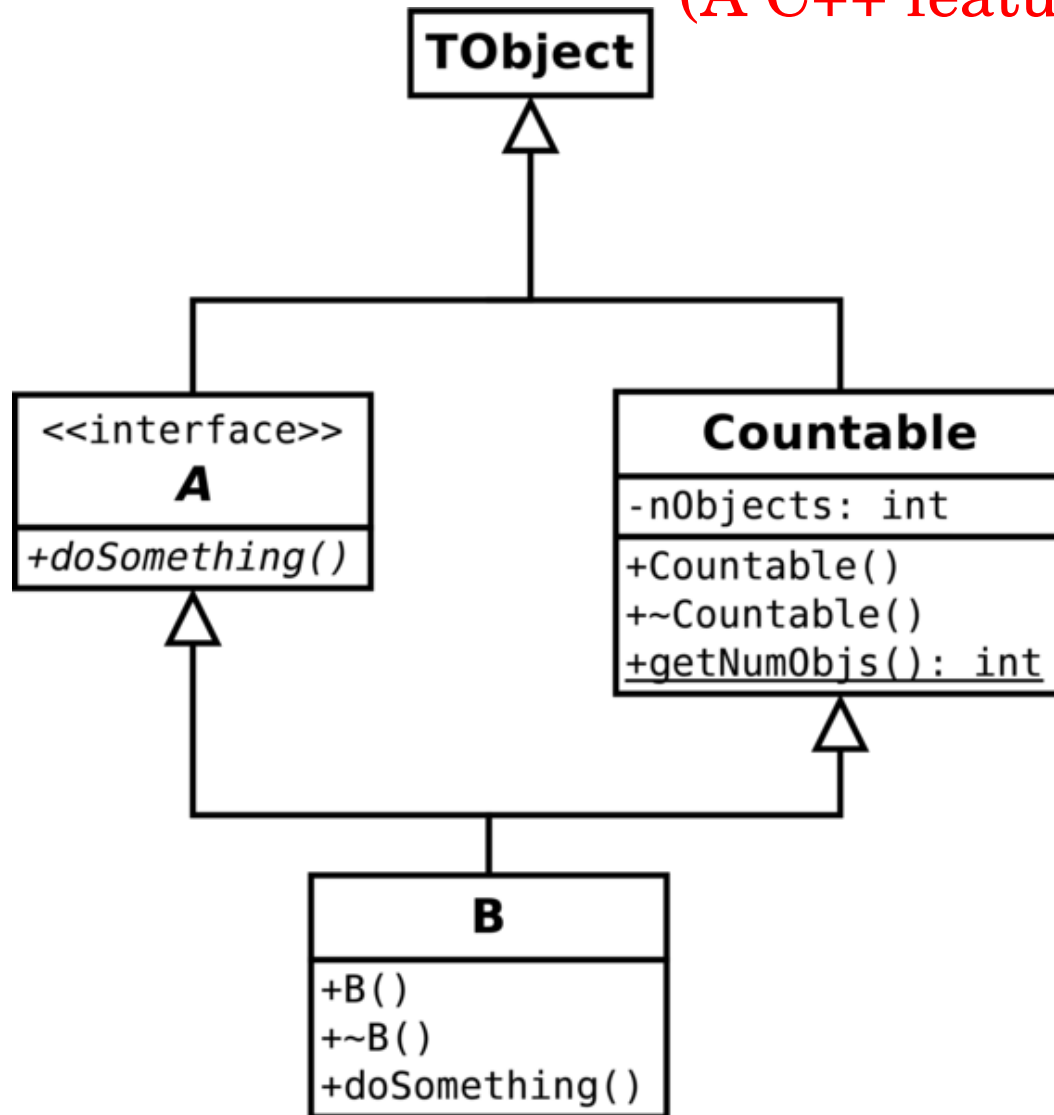 (A C++
TObject
<<interface>>
A
+doSomething()
Countable
-nObjects: int
+Countable()
+~Countable()
+getNumObjs(): int
B
+B()
+~B()
+doSomething()